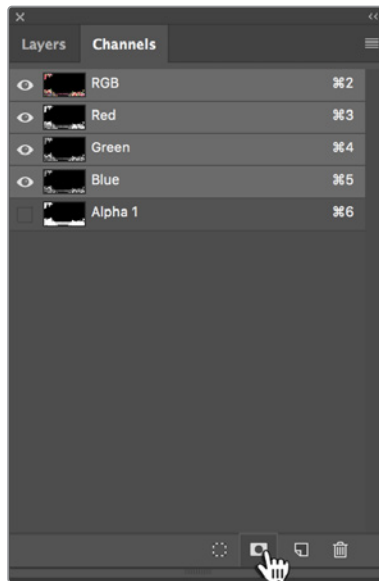 Layers Channels
RGB ⌘2
Red ⌘3
Green ⌘4
Blue ⌘5
Alpha 1 ⌘6